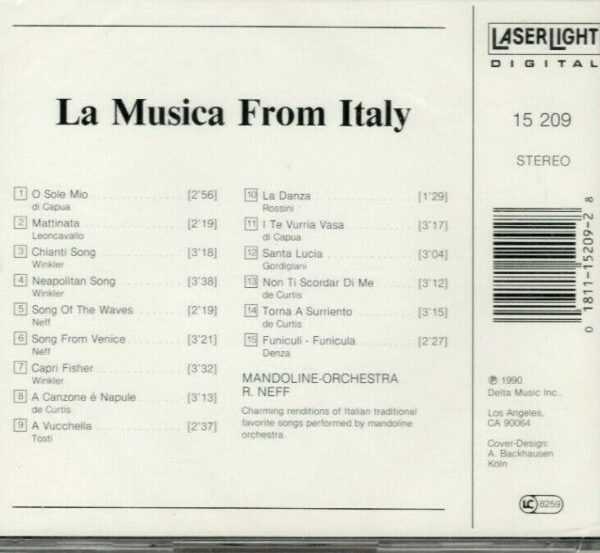 LASERLIGHT
DIGITAL
La Musica From Italy
15 209
STEREO
1 O Sole Mio [2'56]
di Capua
2 Mattinata [2'19]
Leoncavallo
3 Chianti Song [3'18]
Winkler
4 Neapolitan Song [3'38]
Winkler
5 Song Of The Waves [2'19]
Neff
6 Song From Venice [3'21]
Neff
7 Capri Fisher [3'32]
Winkler
8 A Canzone é Napule [3'13]
de Curtis
9 A Vucchella [2'37]
Tosti
10 La Danza [1'29]
Rossini
11 I Te Vurria Vasa [3'17]
di Capua
12 Santa Lucia [3'04]
Gordigiani
13 Non Ti Scordar Di Me [3'12]
de Curtis
14 Torna A Surriento [3'15]
de Curtis
15 Funiculi - Funicula [2'27]
Denza
MANDOLINE-ORCHESTRA
R. NEFF
Charming renditions of Italian traditional
favorite songs performed by mandoline
orchestra.
0 1811-15209-2 8
℗ 1990
Delta Music Inc.,
Los Angeles,
CA 90064
Cover-Design:
A. Backhausen
Köln
LC 8259